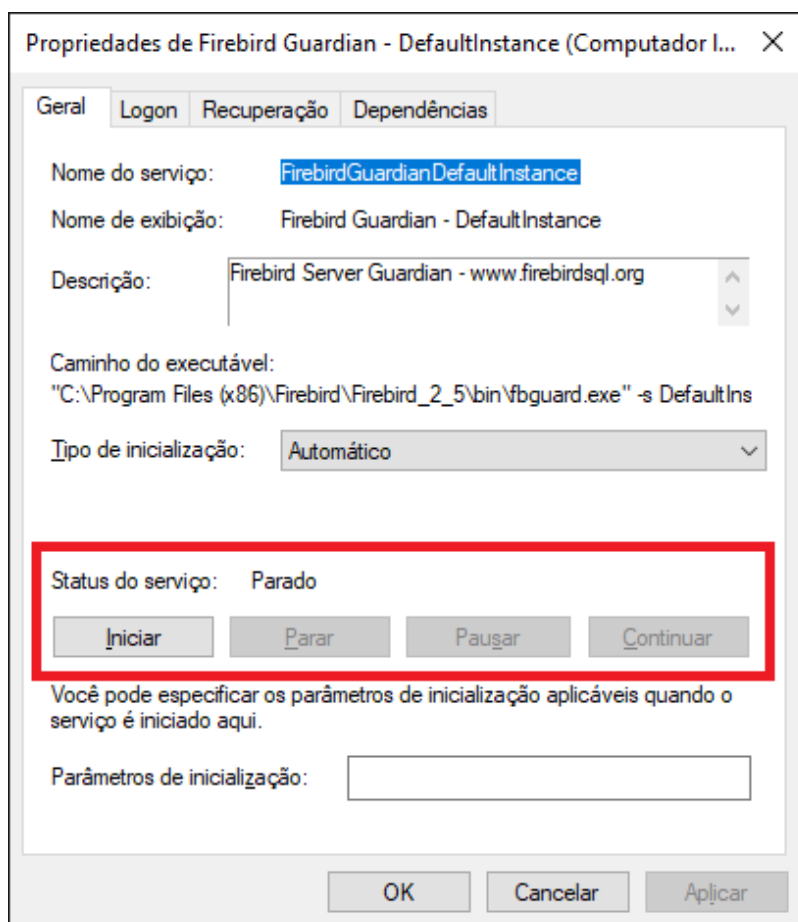 Propriedades de Firebird Guardian - DefaultInstance (Computador l...
Geral Logon Recuperação Dependências
Nome do serviço: FirebirdGuardianDefaultInstance
Nome de exibição: Firebird Guardian - DefaultInstance
Descrição: Firebird Server Guardian - www.firebirdsql.org
Caminho do executável:
"C:\Program Files (x86)\Firebird\Firebird_2_5\bin\fbguard.exe" -s DefaultIns
Tipo de inicialização: Automático
Status do serviço: Parado
Iniciar Parar Pausar Continuar
Você pode especificar os parâmetros de inicialização aplicáveis quando o
serviço é iniciado aqui.
Parâmetros de inicialização:
OK Cancelar Aplicar